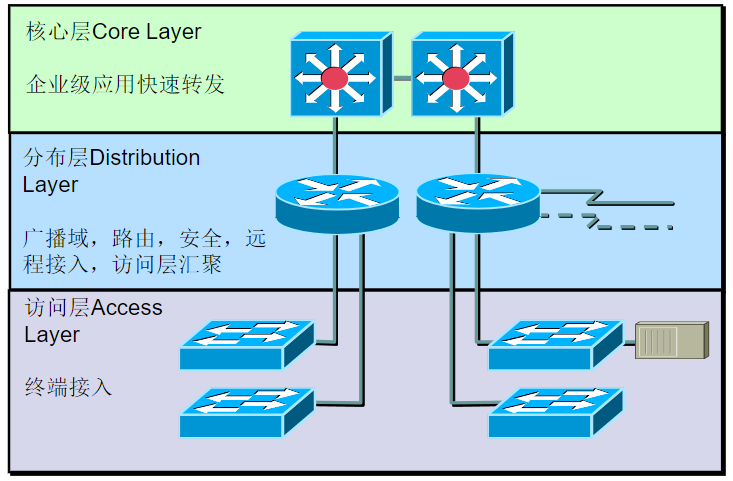 核心层Core Layer
企业级应用快速转发
分布层Distribution
Layer
广播域，路由，安全，远
程接入，访问层汇聚
访问层Access
Layer
终端接入